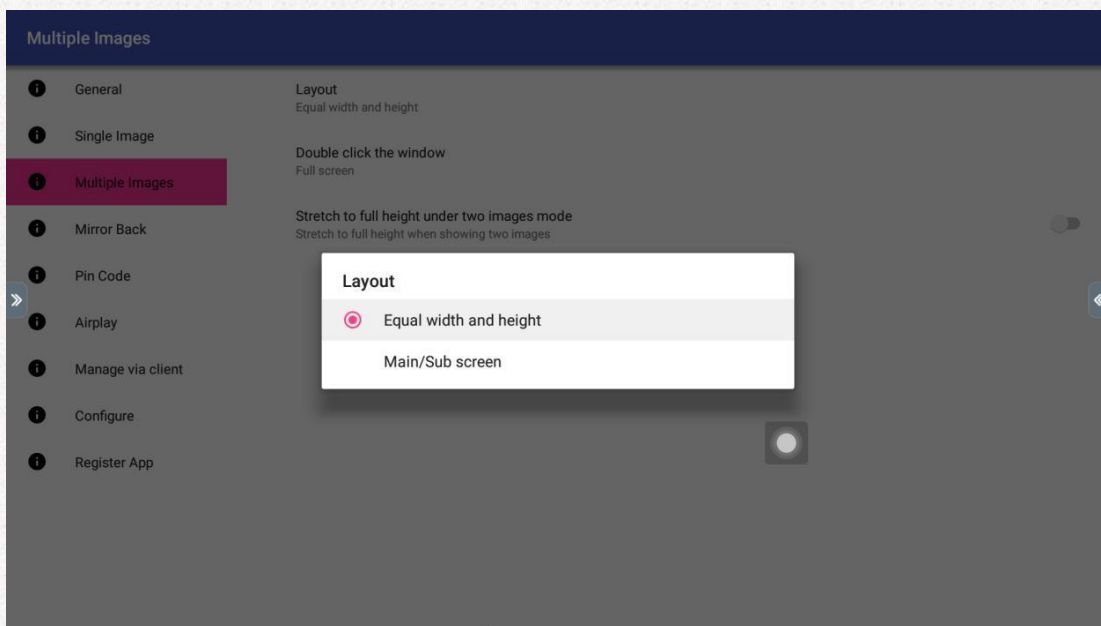 Multiple Images
General
Single Image
Multiple Images
Mirror Back
Pin Code
Airplay
Manage via client
Configure
Register App
Layout
Equal width and height
Double click the window
Full screen
Stretch to full height under two images mode
Stretch to full height when showing two images
Layout
Equal width and height
Main/Sub screen